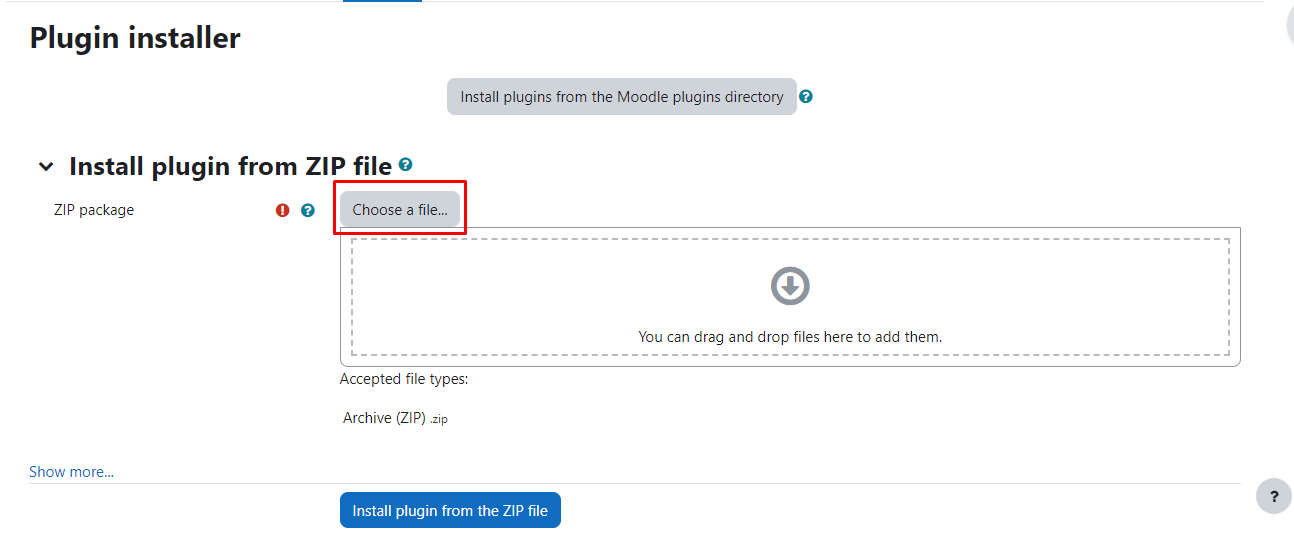 Plugin installer
Install plugins from the Moodle plugins directory ?
Install plugin from ZIP file ?
ZIP package ! ? Choose a file...
You can drag and drop files here to add them.
Accepted file types:
Archive (ZIP) .zip
Show more...
?
Install plugin from the ZIP file